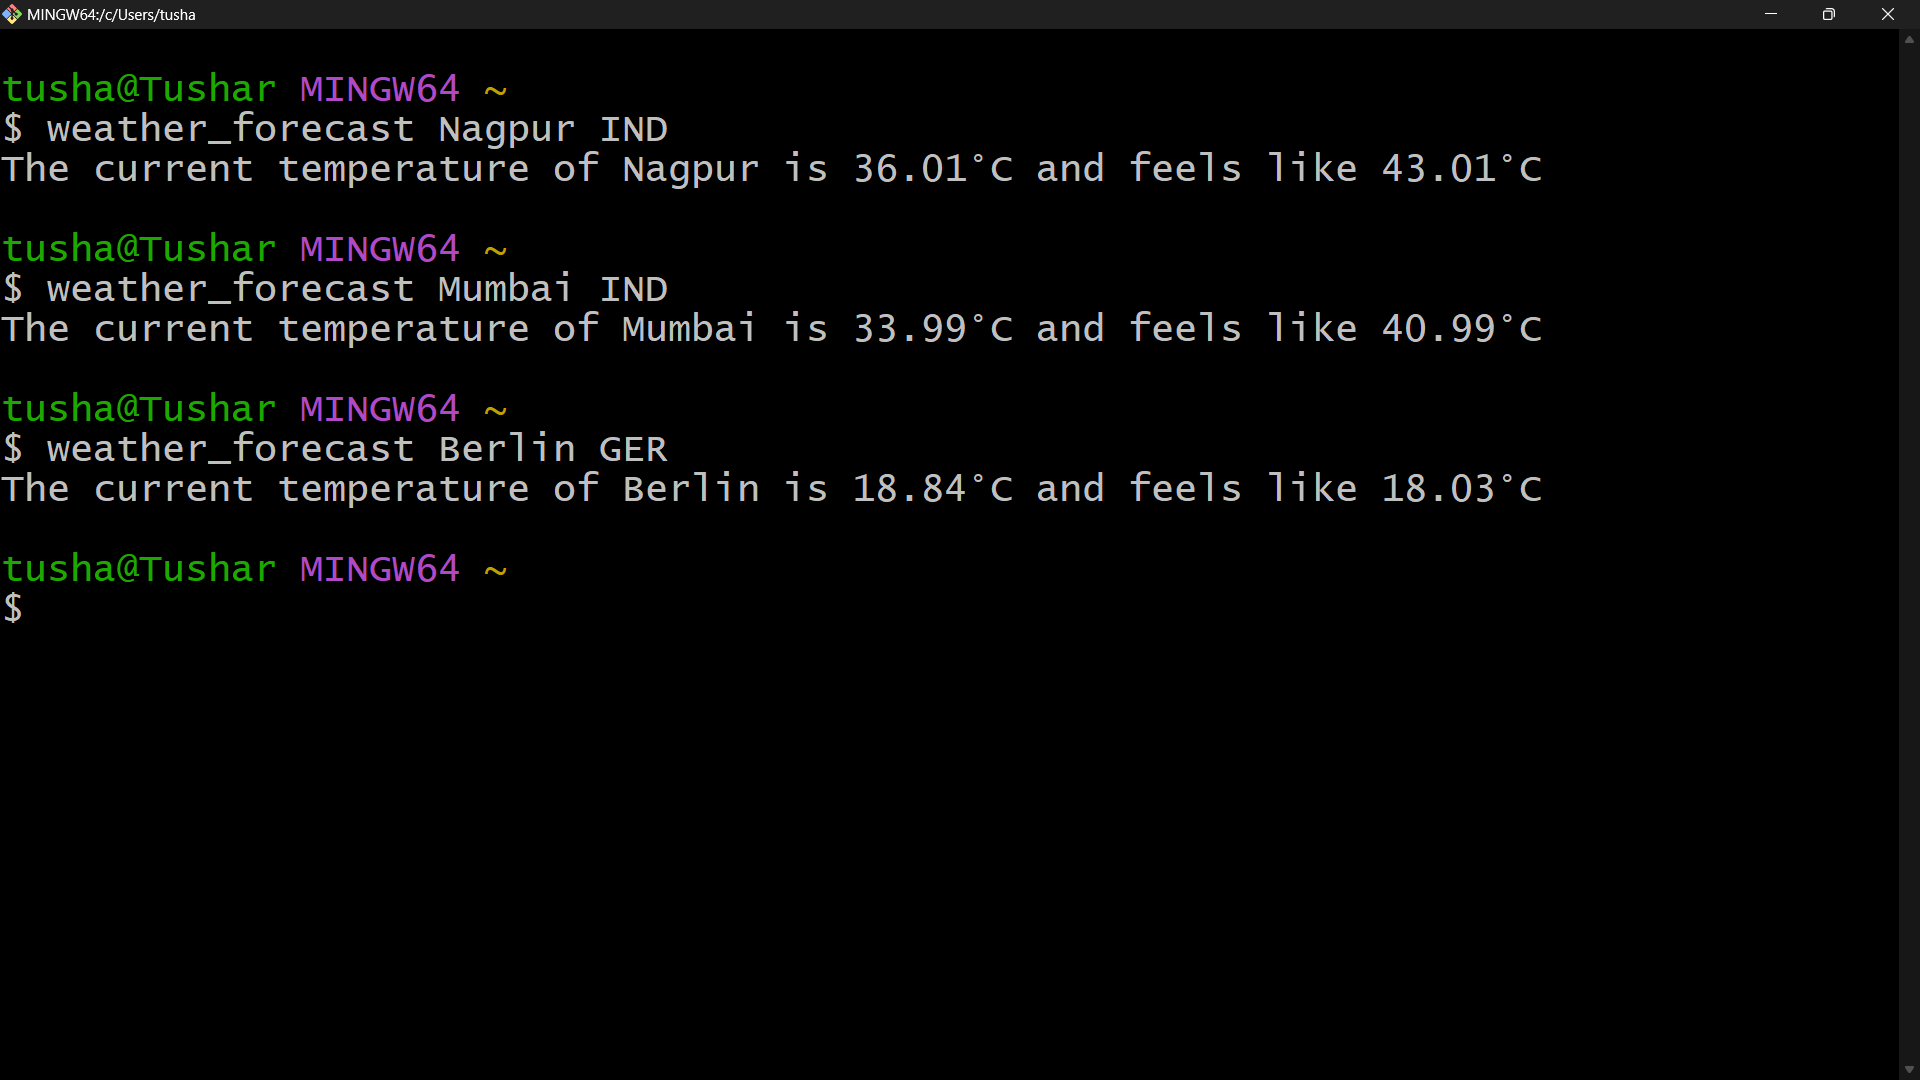 MINGW64:/c/Users/tusha
tusha@Tushar MINGW64 ~
$ weather_forecast Nagpur IND
The current temperature of Nagpur is 36.01°C and feels like 43.01°C
tusha@Tushar MINGW64 ~
$ weather_forecast Mumbai IND
The current temperature of Mumbai is 33.99°C and feels like 40.99°C
tusha@Tushar MINGW64 ~
$ weather_forecast Berlin GER
The current temperature of Berlin is 18.84°C and feels like 18.03°C
tusha@Tushar MINGW64 ~
$